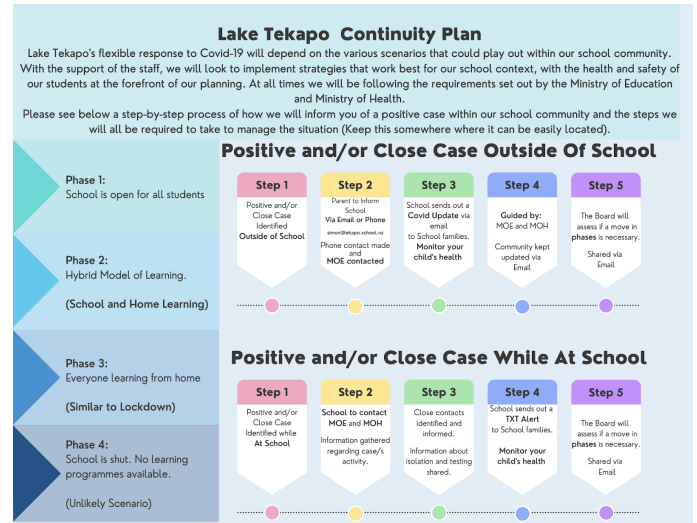 Lake Tekapo Continuity Plan
Lake Tekapo's flexible response to Covid-19 will depend on the various scenarios that could play out within our school community.
With the support of the staff, we will look to implement strategies that work best for our school context, with the health and safety of
our students at the forefront of our planning. At all times we will be following the requirements set out by the Ministry of Education
and Ministry of Health.
Please see below a step-by-step process of how we will inform you of a positive case within our school community and the steps we
will all be required to take to manage the situation (Keep this somewhere where it can be easily located).
Phase 1:
School is open for all students
Phase 2:
Hybrid Model of Learning.
(School and Home Learning)
Phase 3:
Everyone learning from home
(Similar to Lockdown)
Phase 4:
School is shut. No learning
programmes available.
(Unlikely Scenario)
Positive and/or Close Case Outside Of School
Step 1
Positive and/or
Close Case
Identified
Outside of School
Step 2
Parent to Inform
School
Via Email or Phone
simon@tekapo.school.nz
Phone contact made
and
MOE contacted
Step 3
School sends out a
Covid Update via
email
to School families.
Monitor your
child's health
Step 4
Guided by:
MOE and MOH
Community kept
updated via
Email
Step 5
The Board will
assess if a move in
phases is necessary.
Shared via
Email
Positive and/or Close Case While At School
Step 1
Positive and/or
Close Case
Identified while
At School
Step 2
School to contact
MOE and MOH
Information gathered
regarding case/s
activity.
Step 3
Close contacts
identified and
informed.
Information about
isolation and testing
shared.
Step 4
School sends out a
TXT Alert
to School families.
Monitor your
child's health
Step 5
The Board will
assess if a move in
phases is necessary.
Shared via
Email